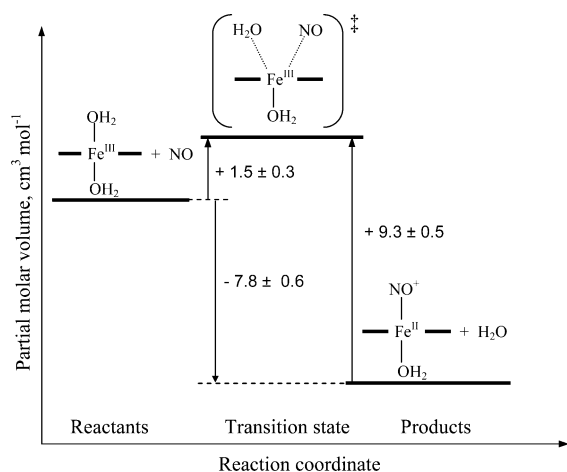 ‡
H₂O NO
Feᴵᴵᴵ
OH₂
OH₂
Feᴵᴵᴵ + NO
OH₂
+ 1.5 ± 0.3
- 7.8 ± 0.6
+ 9.3 ± 0.5
NO⁺
Feᴵᴵ + H₂O
OH₂
Partial molar volume, cm³ mol⁻¹
Reactants Transition state Products
Reaction coordinate